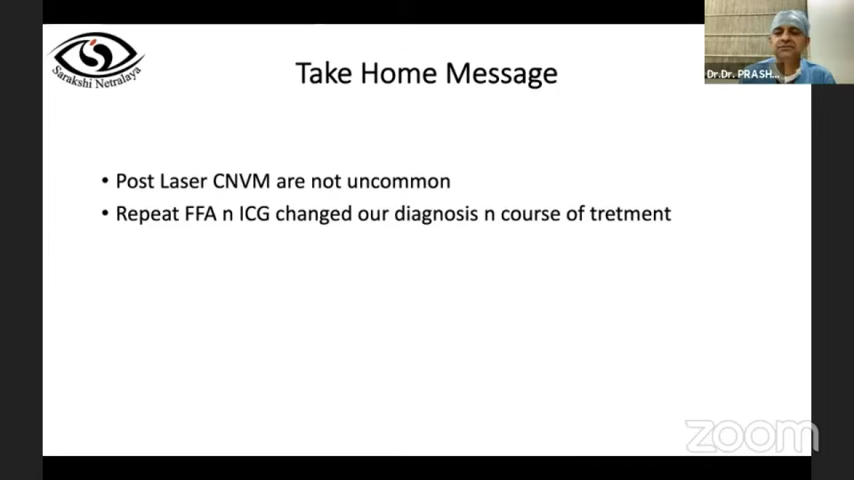 Sarakshi Netralaya
Take Home Message
Dr.Dr. PRASH...
• Post Laser CNVM are not uncommon
• Repeat FFA n ICG changed our diagnosis n course of tretment
zoom